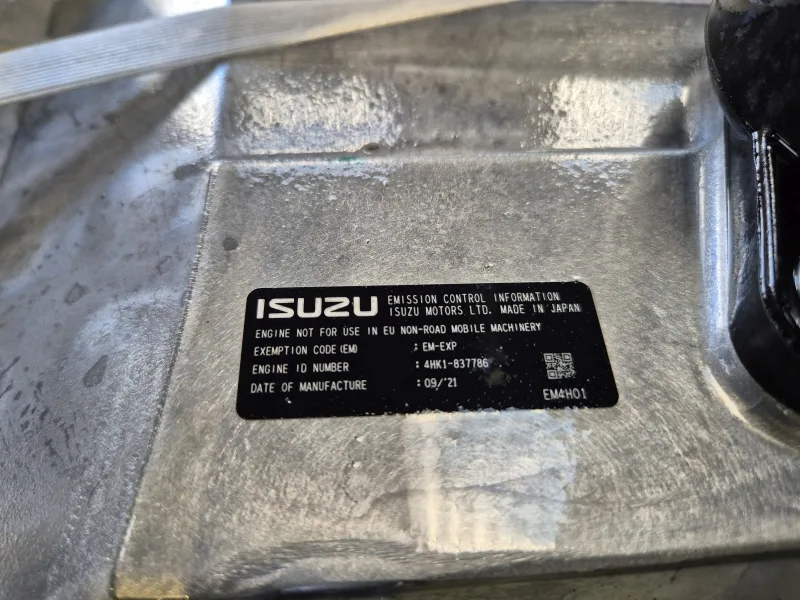 ISUZU EMISSION CONTROL INFORMATION
ISUZU MOTORS LTD. MADE IN JAPAN
ENGINE NOT FOR USE IN EU NON-ROAD MOBILE MACHINERY
EXEMPTION CODE (EM) : EM-EXP
ENGINE ID NUMBER : 4HK1-837786
DATE OF MANUFACTURE : 09/'21
EM4H01